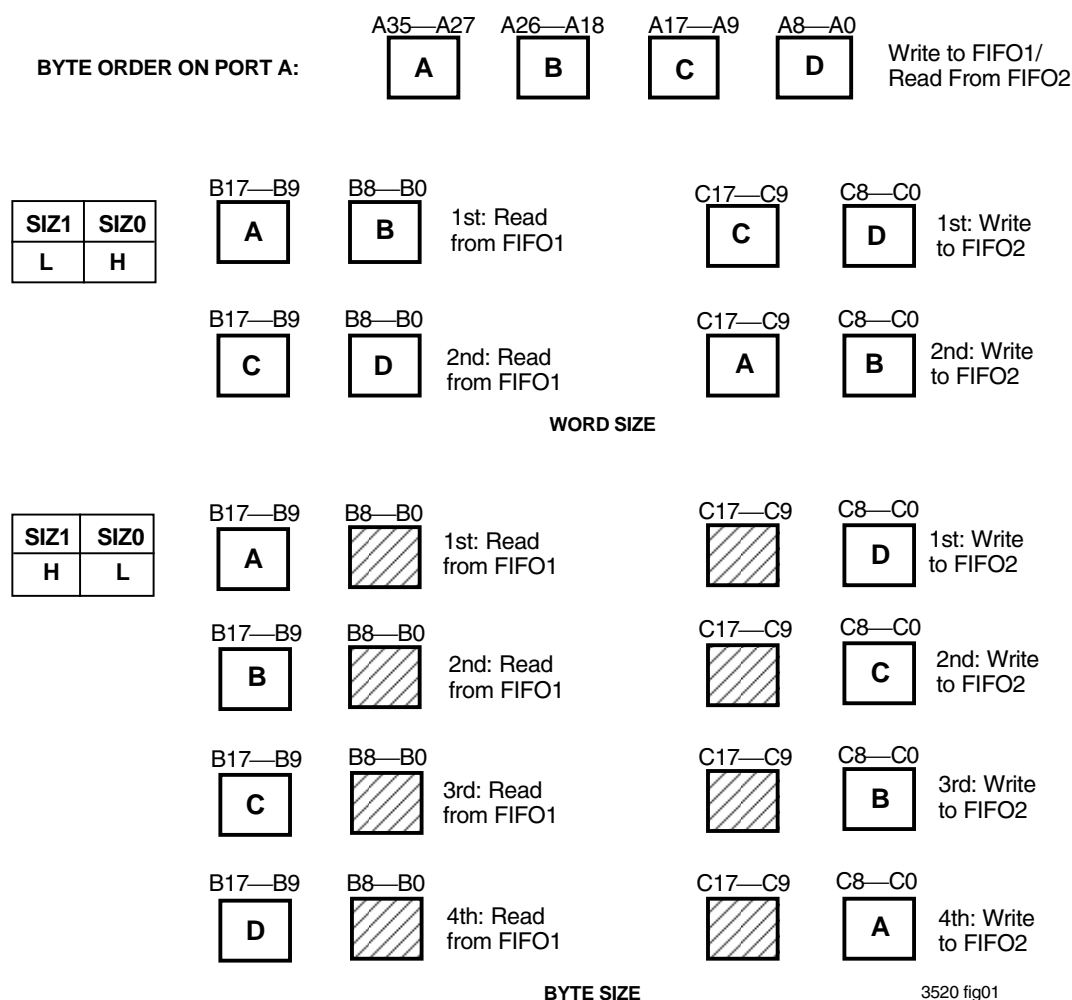 A35—A27 A26—A18 A17—A9 A8—A0
BYTE ORDER ON PORT A: A B C D Write to FIFO1/
Read From FIFO2
B17—B9 B8—B0 C17—C9 C8—C0
SIZ1 SIZ0 A B 1st: Read C D 1st: Write
L H from FIFO1 to FIFO2
B17—B9 B8—B0 C17—C9 C8—C0
C D 2nd: Read A B 2nd: Write
from FIFO1 to FIFO2
WORD SIZE
B17—B9 B8—B0 C17—C9 C8—C0
SIZ1 SIZ0 A 1st: Read D 1st: Write
H L from FIFO1 to FIFO2
B17—B9 B8—B0 C17—C9 C8—C0
B 2nd: Read C 2nd: Write
from FIFO1 to FIFO2
B17—B9 B8—B0 C17—C9 C8—C0
C 3rd: Read B 3rd: Write
from FIFO1 to FIFO2
B17—B9 B8—B0 C17—C9 C8—C0
D 4th: Read A 4th: Write
from FIFO1 to FIFO2
BYTE SIZE 3520 fig01